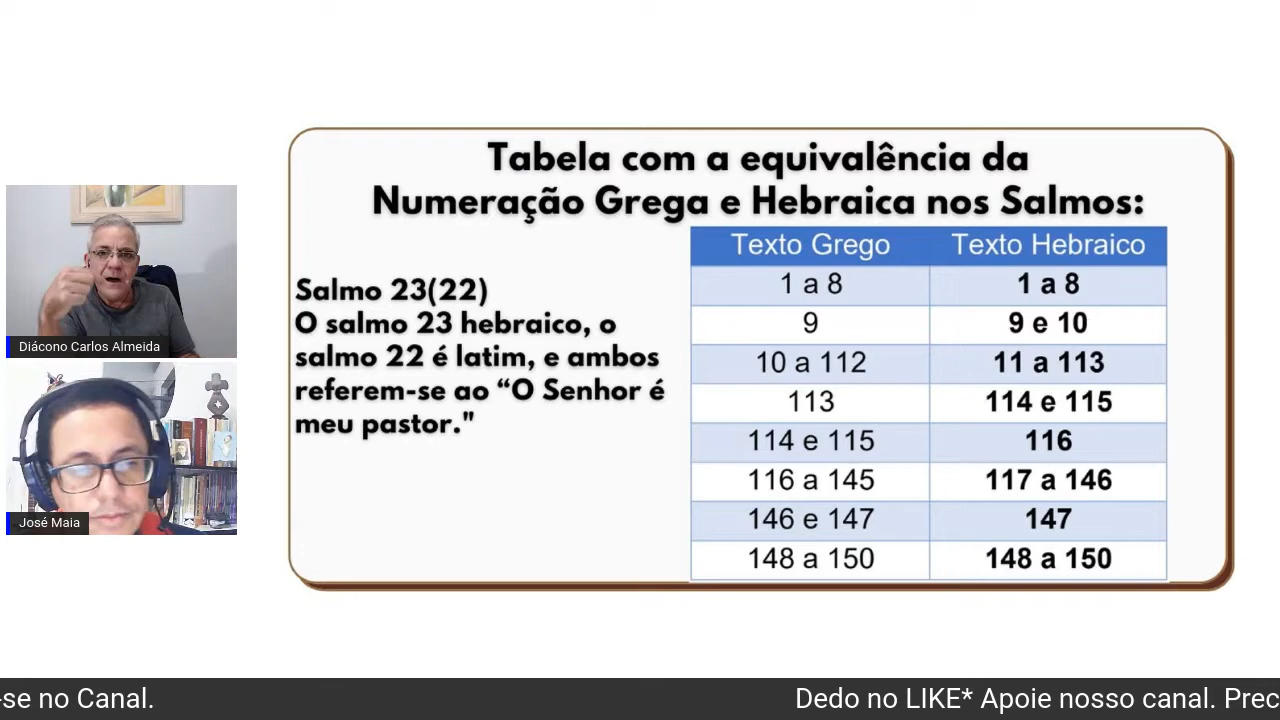 Tabela com a equivalência da
Numeração Grega e Hebraica nos Salmos:
Salmo 23(22)
O salmo 23 hebraico, o
salmo 22 é latim, e ambos
referem-se ao “O Senhor é
meu pastor."
Texto Grego Texto Hebraico
1 a 8 1 a 8
9 9 e 10
10 a 112 11 a 113
113 114 e 115
114 e 115 116
116 a 145 117 a 146
146 e 147 147
148 a 150 148 a 150
Diácono Carlos Almeida
José Maia
-se no Canal. Dedo no LIKE* Apoie nosso canal. Prec